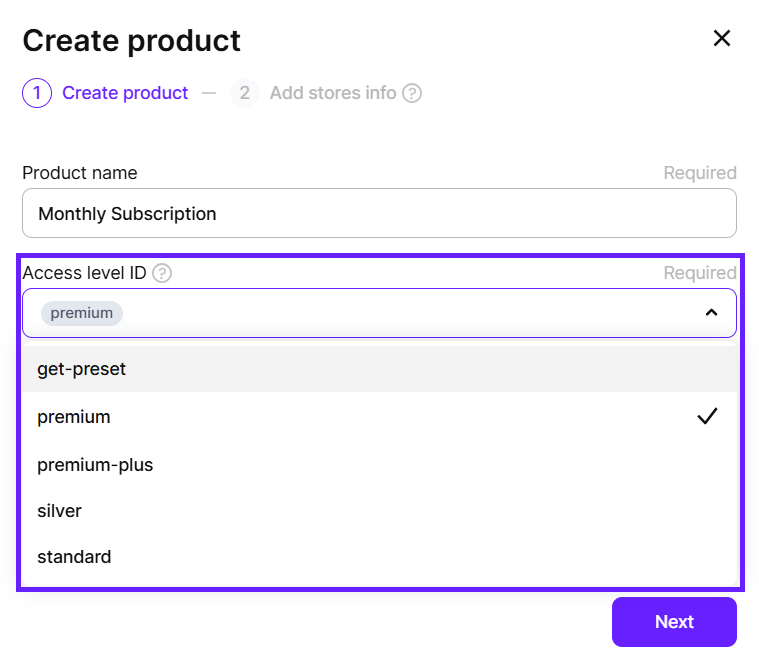 Create product
1 Create product — 2 Add stores info ?
Product name Required
Monthly Subscription
Access level ID ? Required
premium
get-preset
premium
premium-plus
silver
standard
Next